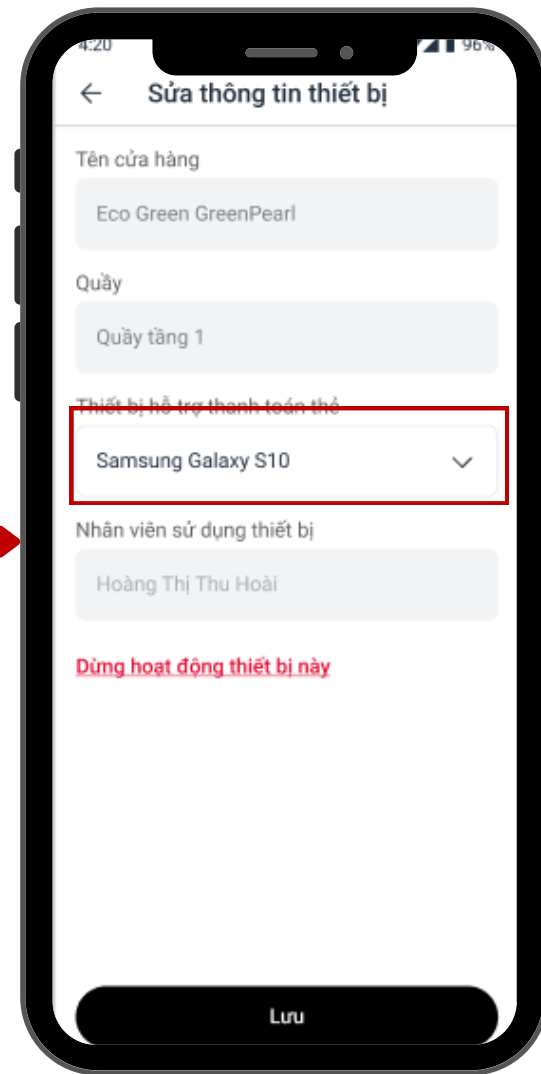 4:20
96%
Sửa thông tin thiết bị
Tên cửa hàng
Eco Green GreenPearl
Quầy
Quầy tầng 1
Thiết bị hỗ trợ thanh toán thẻ
Samsung Galaxy S10
Nhân viên sử dụng thiết bị
Hoàng Thị Thu Hoài
Dừng hoạt động thiết bị này
Lưu